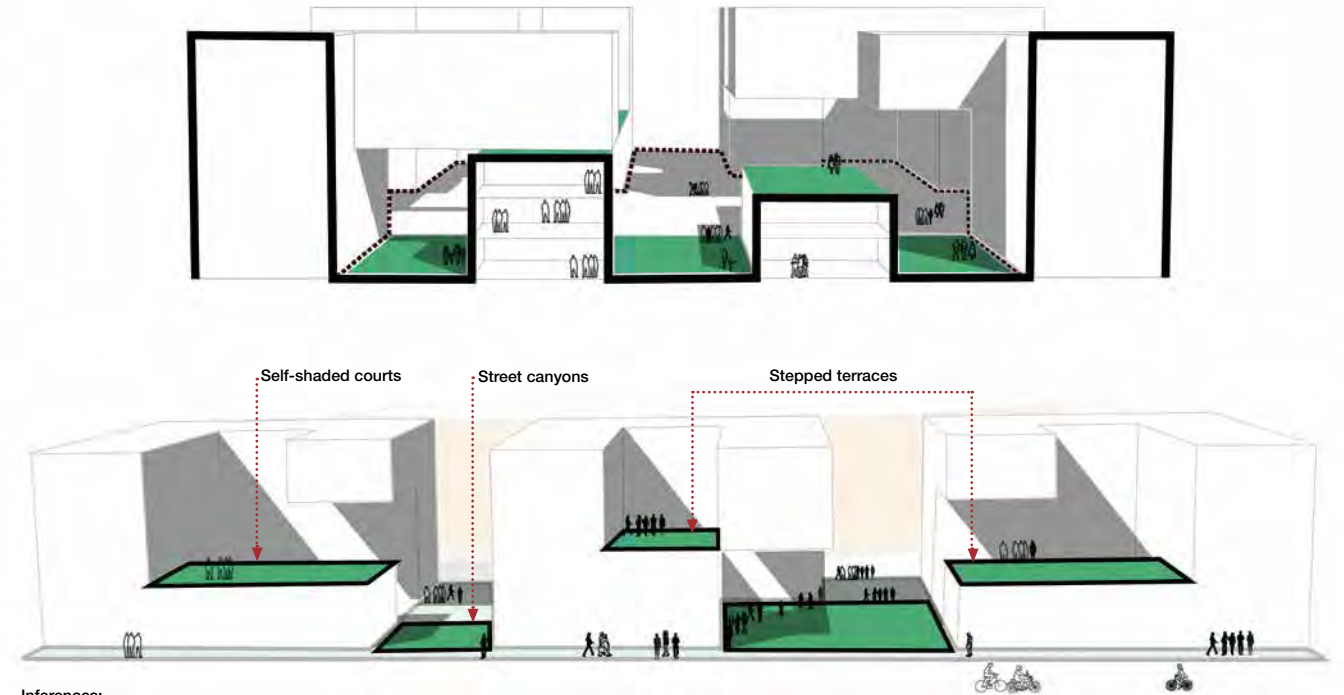 Self-shaded courts
Street canyons
Stepped terraces
Inferences: